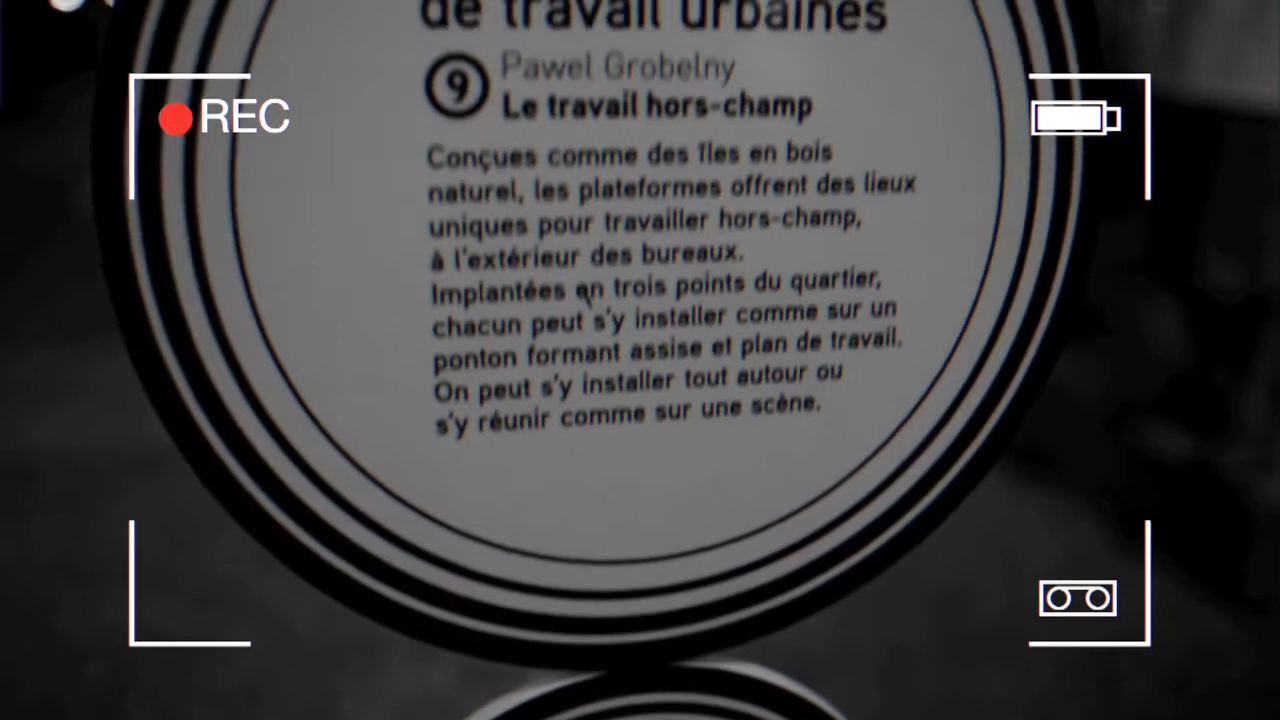 de travail urbaines
9 Pawel Grobelny
Le travail hors-champ
REC
Conçues comme des îles en bois
naturel, les plateformes offrent des lieux
uniques pour travailler hors-champ,
à l'extérieur des bureaux.
Implantées en trois points du quartier,
chacun peut s'y installer comme sur un
ponton formant assise et plan de travail.
On peut s'y installer tout autour ou
s'y réunir comme sur une scène.